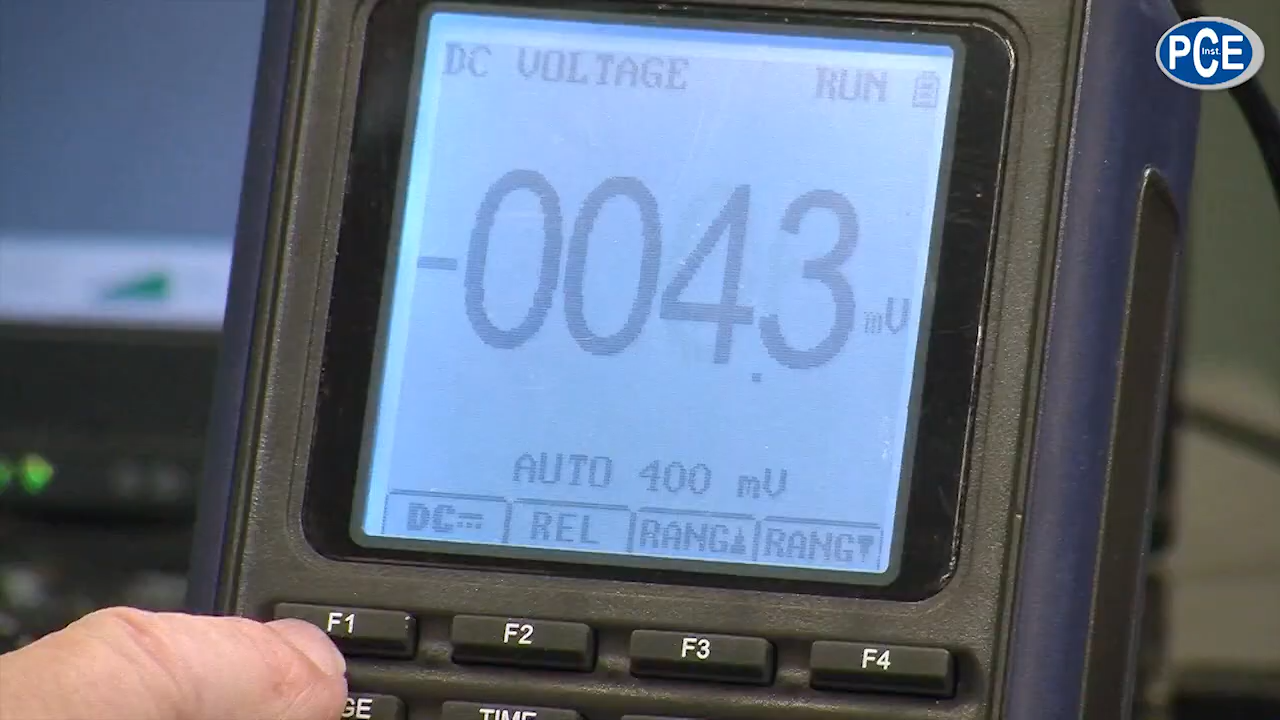 PCE
Inst.
DC VOLTAGE RUN
-004.3 mV
AUTO 400 mV
DC REL RANG RANG
F1 F2 F3 F4
GE TIME